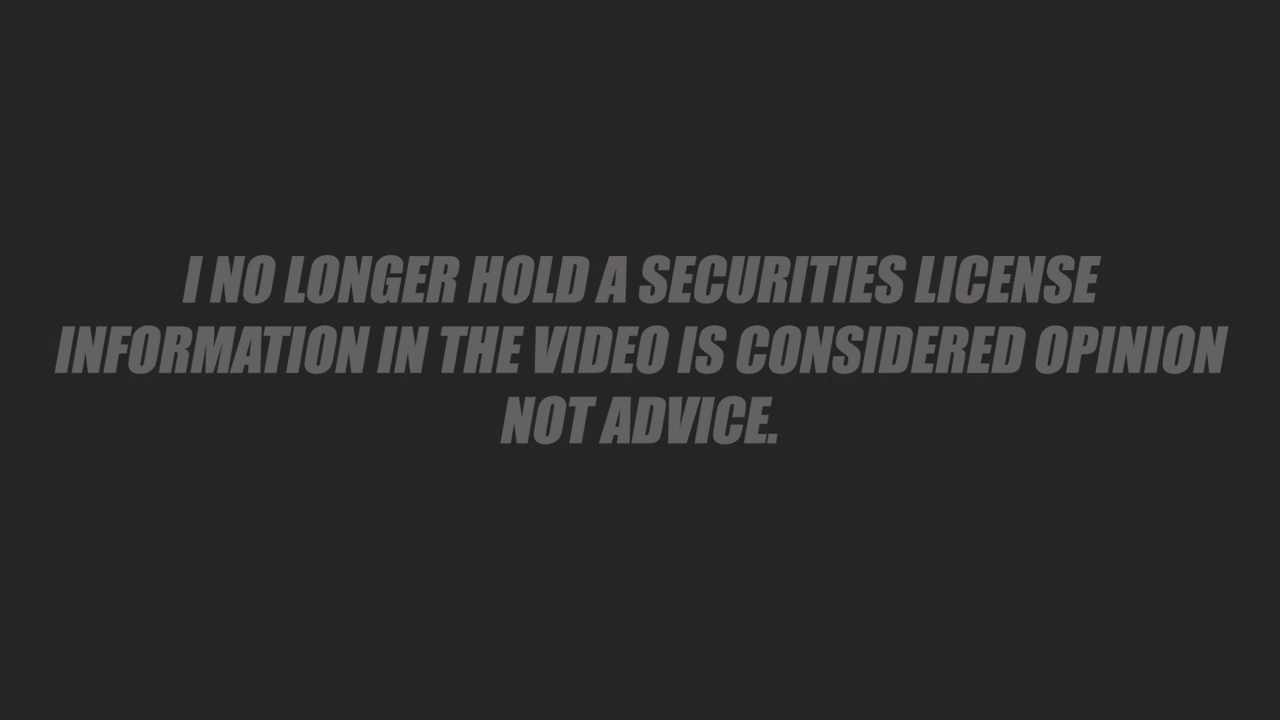 I NO LONGER HOLD A SECURITIES LICENSE
INFORMATION IN THE VIDEO IS CONSIDERED OPINION
NOT ADVICE.